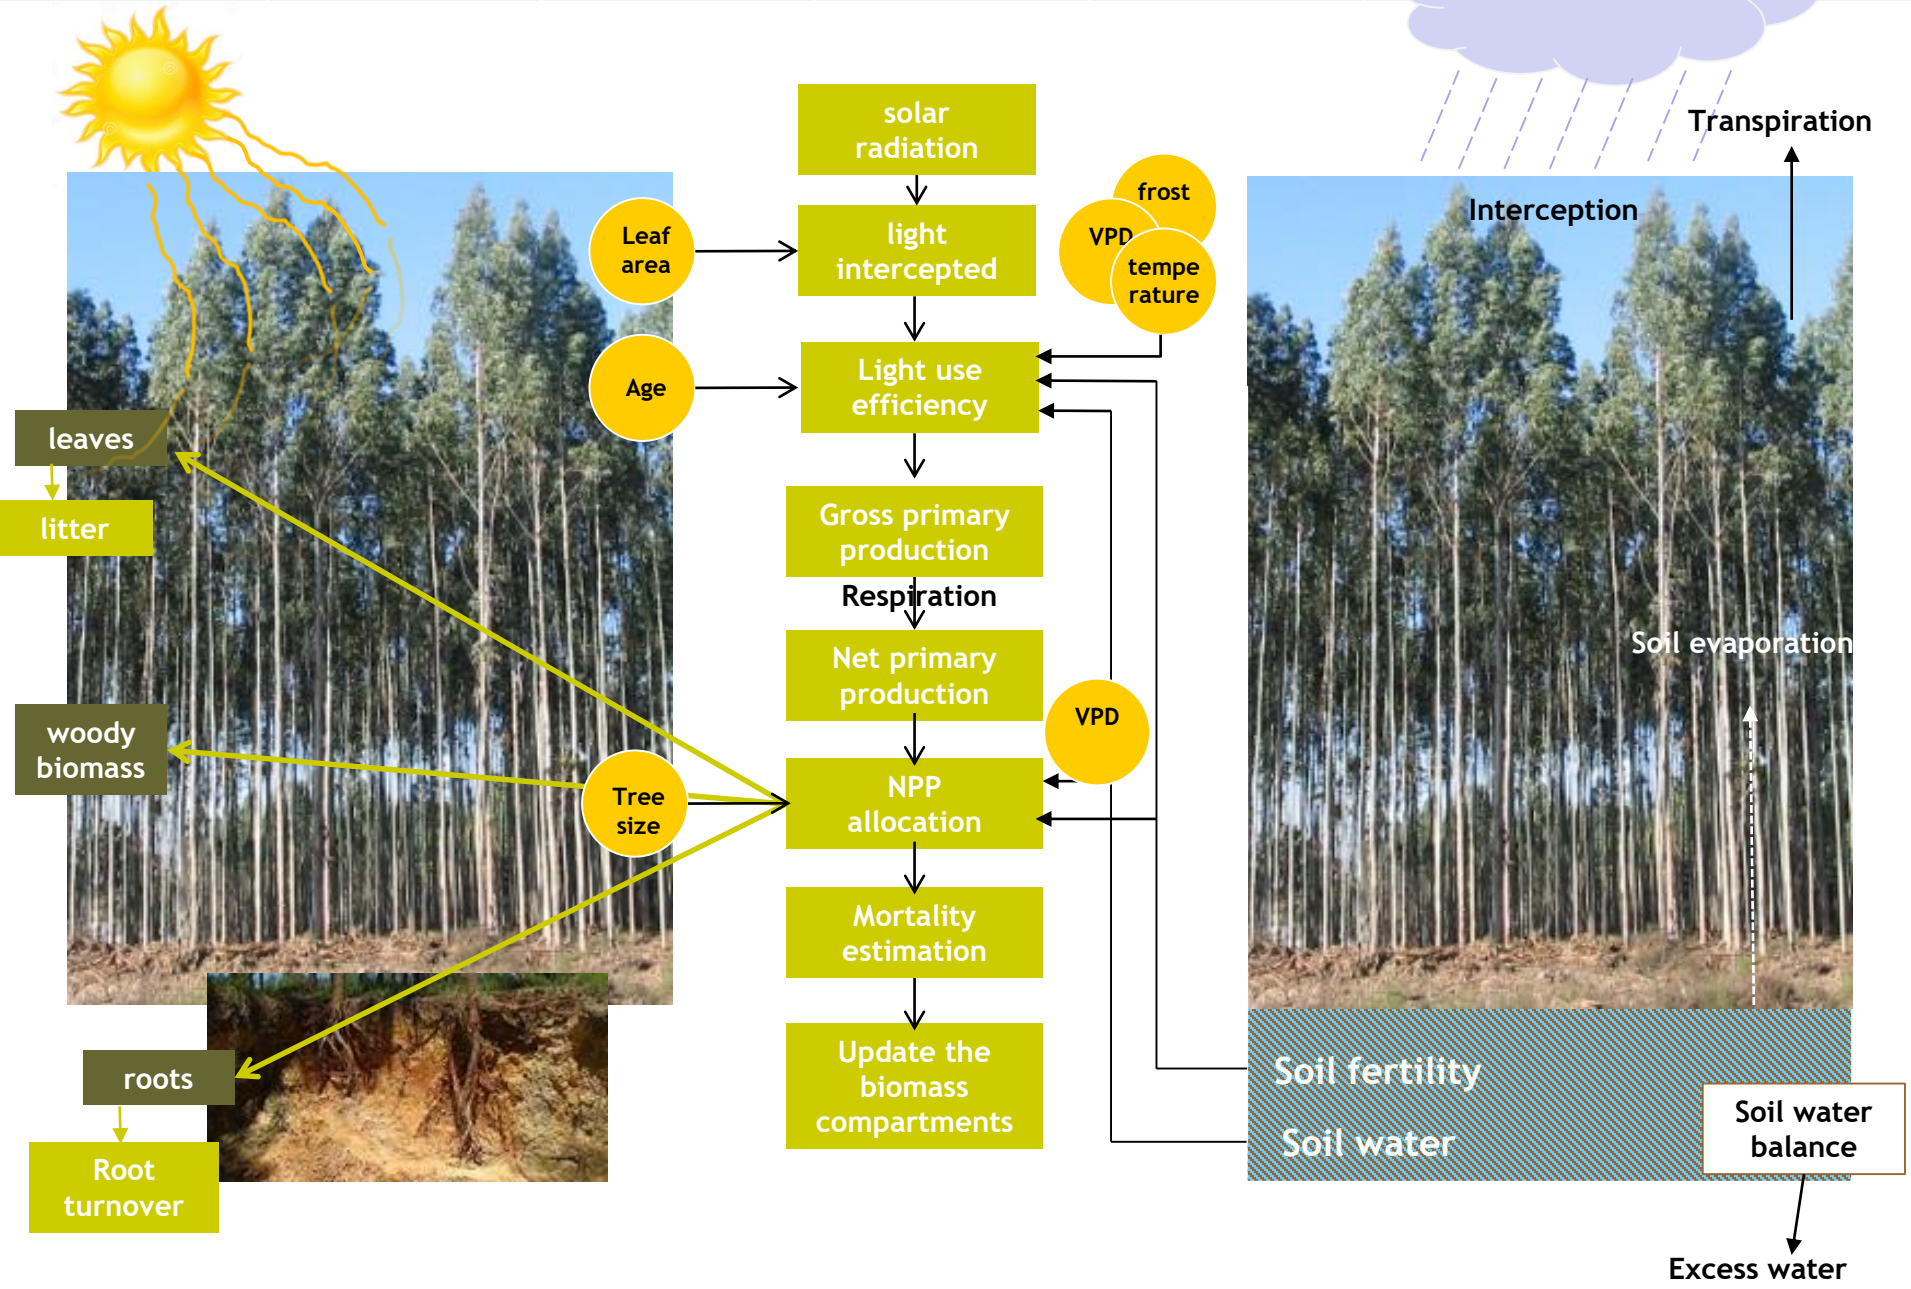 solar
radiation
Transpiration
frost
VPD
tempe
rature
Interception
Leaf
area
light
intercepted
Age
Light use
efficiency
leaves
litter
Gross primary
production
Respiration
Soil evaporation
Net primary
production
VPD
woody
biomass
Tree
size
NPP
allocation
Mortality
estimation
roots
Update the
biomass
compartments
Soil fertility
Soil water
Soil water
balance
Root
turnover
Excess water